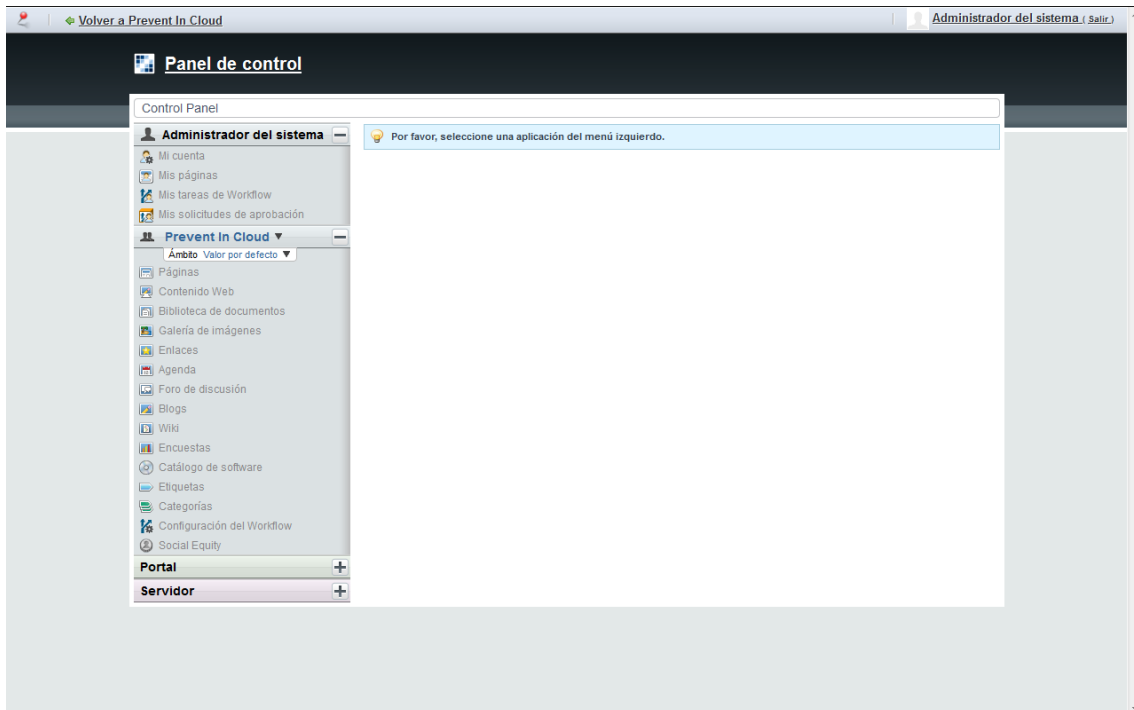 Volver a Prevent In Cloud
Administrador del sistema ( Salir )
Panel de control
Control Panel
Administrador del sistema
Mi cuenta
Mis páginas
Mis tareas de Workflow
Mis solicitudes de aprobación
Prevent In Cloud
Ámbito Valor por defecto
Páginas
Contenido Web
Biblioteca de documentos
Galería de imágenes
Enlaces
Agenda
Foro de discusión
Blogs
Wiki
Encuestas
Catálogo de software
Etiquetas
Categorías
Configuración del Workflow
Social Equity
Portal
Servidor
Por favor, seleccione una aplicación del menú izquierdo.